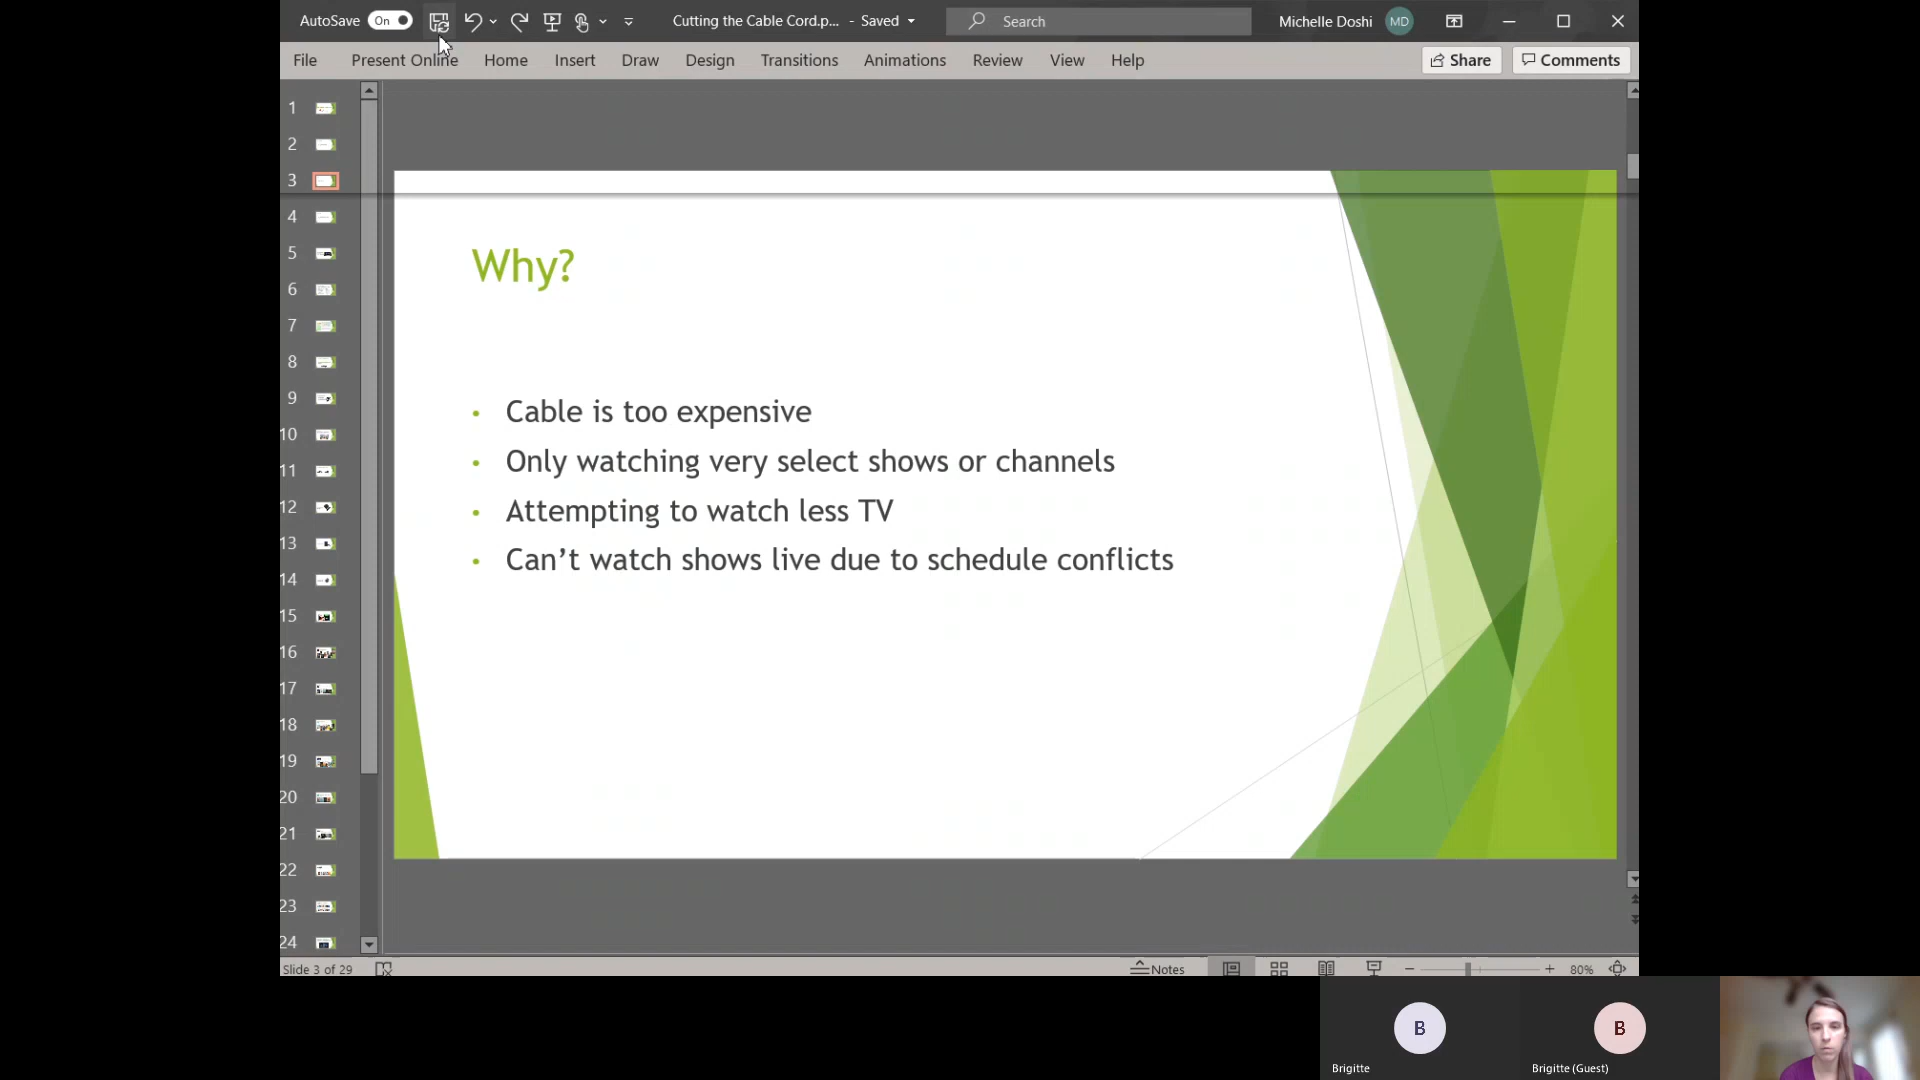 AutoSave On Cutting the Cable Cord.p... - Saved Search Michelle Doshi MD
File Present Online Home Insert Draw Design Transitions Animations Review View Help Share Comments
1
2
3
4
5
6
7
8
9
10
11
12
13
14
15
16
17
18
19
20
21
22
23
24
Why?
• Cable is too expensive
• Only watching very select shows or channels
• Attempting to watch less TV
• Can’t watch shows live due to schedule conflicts
Slide 3 of 29 Notes 80%
B B
Brigitte Brigitte (Guest)